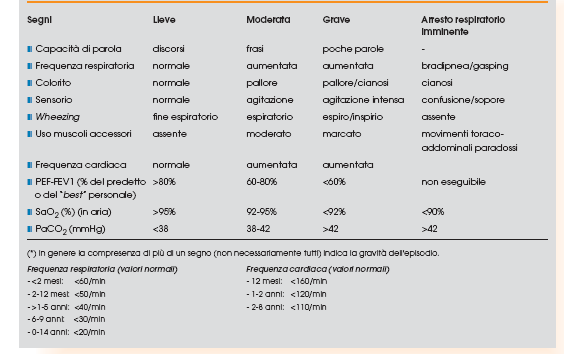 Segni Lieve Moderata Grave Arresto respiratorio
imminente
Capacità di parola discorsi frasi poche parole -
Frequenza respiratoria normale aumentata aumentata bradipnea/gasping
Colorito normale pallore pallore/cianosi cianosi
Sensorio normale agitazione agitazione intensa confusione/sopore
Wheezing fine espiratorio espiratorio espiro/inspirio assente
Uso muscoli accessori assente moderato marcato movimenti toraco-
addominali paradossi
Frequenza cardiaca normale aumentata aumentata
PEF-FEV1 (% del predetto >80% 60-80% <60% non eseguibile
o del "best" personale)
SaO2 (%) (in aria) >95% 92-95% <92% <90%
PaCO2 (mmHg) <38 38-42 >42 >42
(*) In genere la compresenza di più di un segno (non necessariamente tutti) indica la gravità dell'episodio.
Frequenza respiratoria (valori normali) Frequenza cardiaca (valori normali)
- <2 mesi: <60/min - 12 mesi: <160/min
- 2-12 mesi: <50/min - 1-2 anni: <120/min
- >1-5 anni: <40/min - 2-8 anni: <110/min
- 6-9 anni: <30/min
- 0-14 anni: <20/min